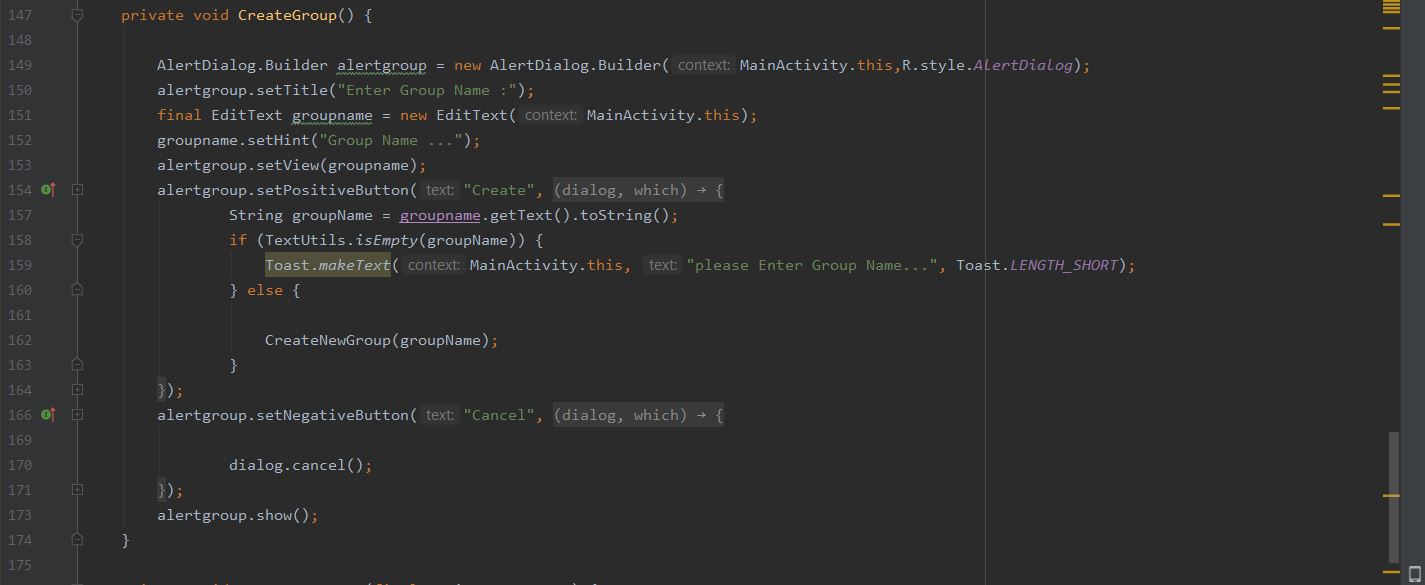 147 private void CreateGroup() {
148
149 AlertDialog.Builder alertgroup = new AlertDialog.Builder( context: MainActivity.this,R.style.AlertDialog);
150 alertgroup.setTitle("Enter Group Name :");
151 final EditText groupname = new EditText( context: MainActivity.this);
152 groupname.setHint("Group Name ...");
153 alertgroup.setView(groupname);
154 alertgroup.setPositiveButton( text: "Create", (dialog, which) → {
157 String groupName = groupname.getText().toString();
158 if (TextUtils.isEmpty(groupName)) {
159 Toast.makeText( context: MainActivity.this, text: "please Enter Group Name...", Toast.LENGTH_SHORT);
160 } else {
161
162 CreateNewGroup(groupName);
163 }
164 });
166 alertgroup.setNegativeButton( text: "Cancel", (dialog, which) → {
169
170 dialog.cancel();
171 });
173 alertgroup.show();
174 }
175